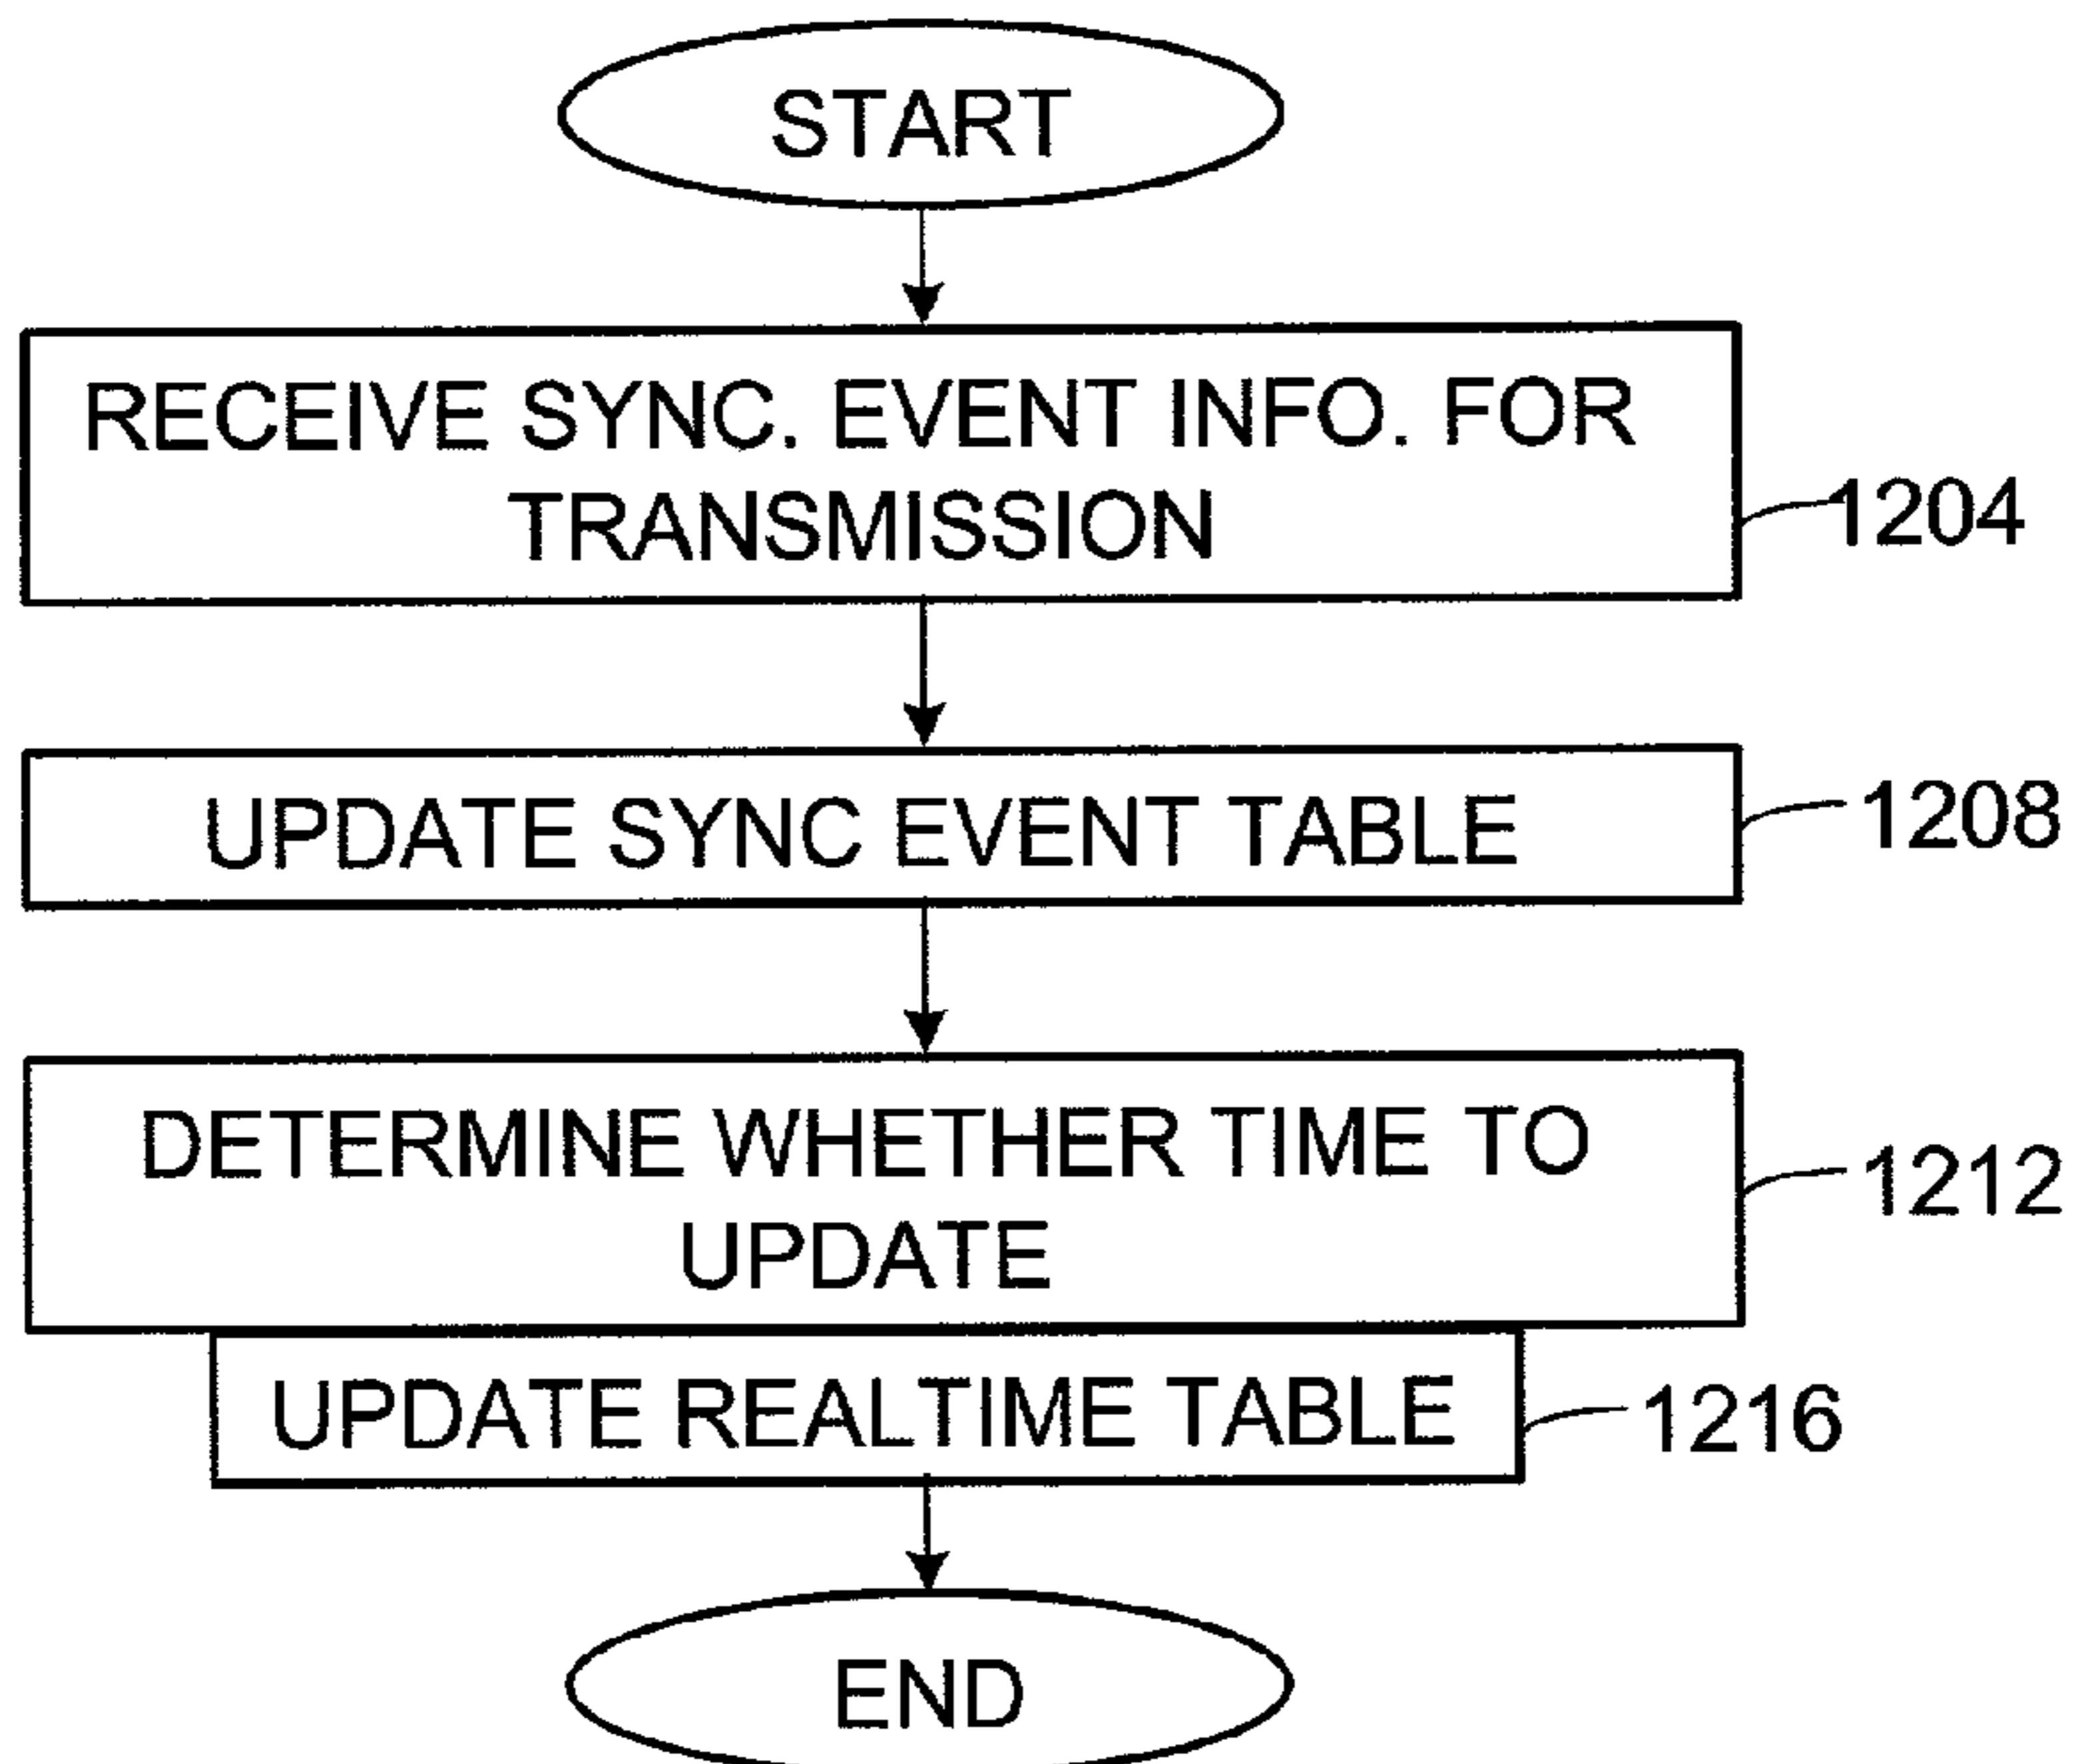 START
RECEIVE SYNC. EVENT INFO. FOR
TRANSMISSION
1204
UPDATE SYNC EVENT TABLE
1208
DETERMINE WHETHER TIME TO
UPDATE
1212
UPDATE REALTIME TABLE
1216
END